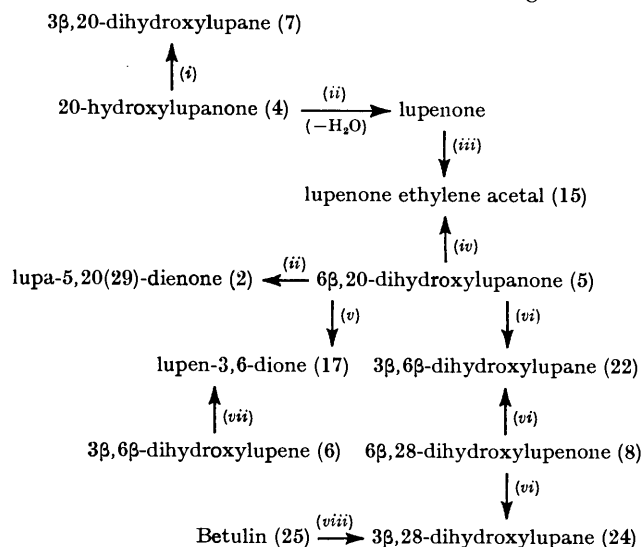 3β,20-dihydroxylupane (7)
(i)
20-hydroxylupanone (4) (ii) (−H₂O) lupenone
(iii)
lupenone ethylene acetal (15)
(iv)
lupa-5,20(29)-dienone (2) (ii) 6β,20-dihydroxylupanone (5)
(v) (vi)
lupen-3,6-dione (17) 3β,6β-dihydroxylupane (22)
(vii) (vi)
3β,6β-dihydroxylupene (6) 6β,28-dihydroxylupenone (8)
(vi)
Betulin (25) (viii) 3β,28-dihydroxylupane (24)